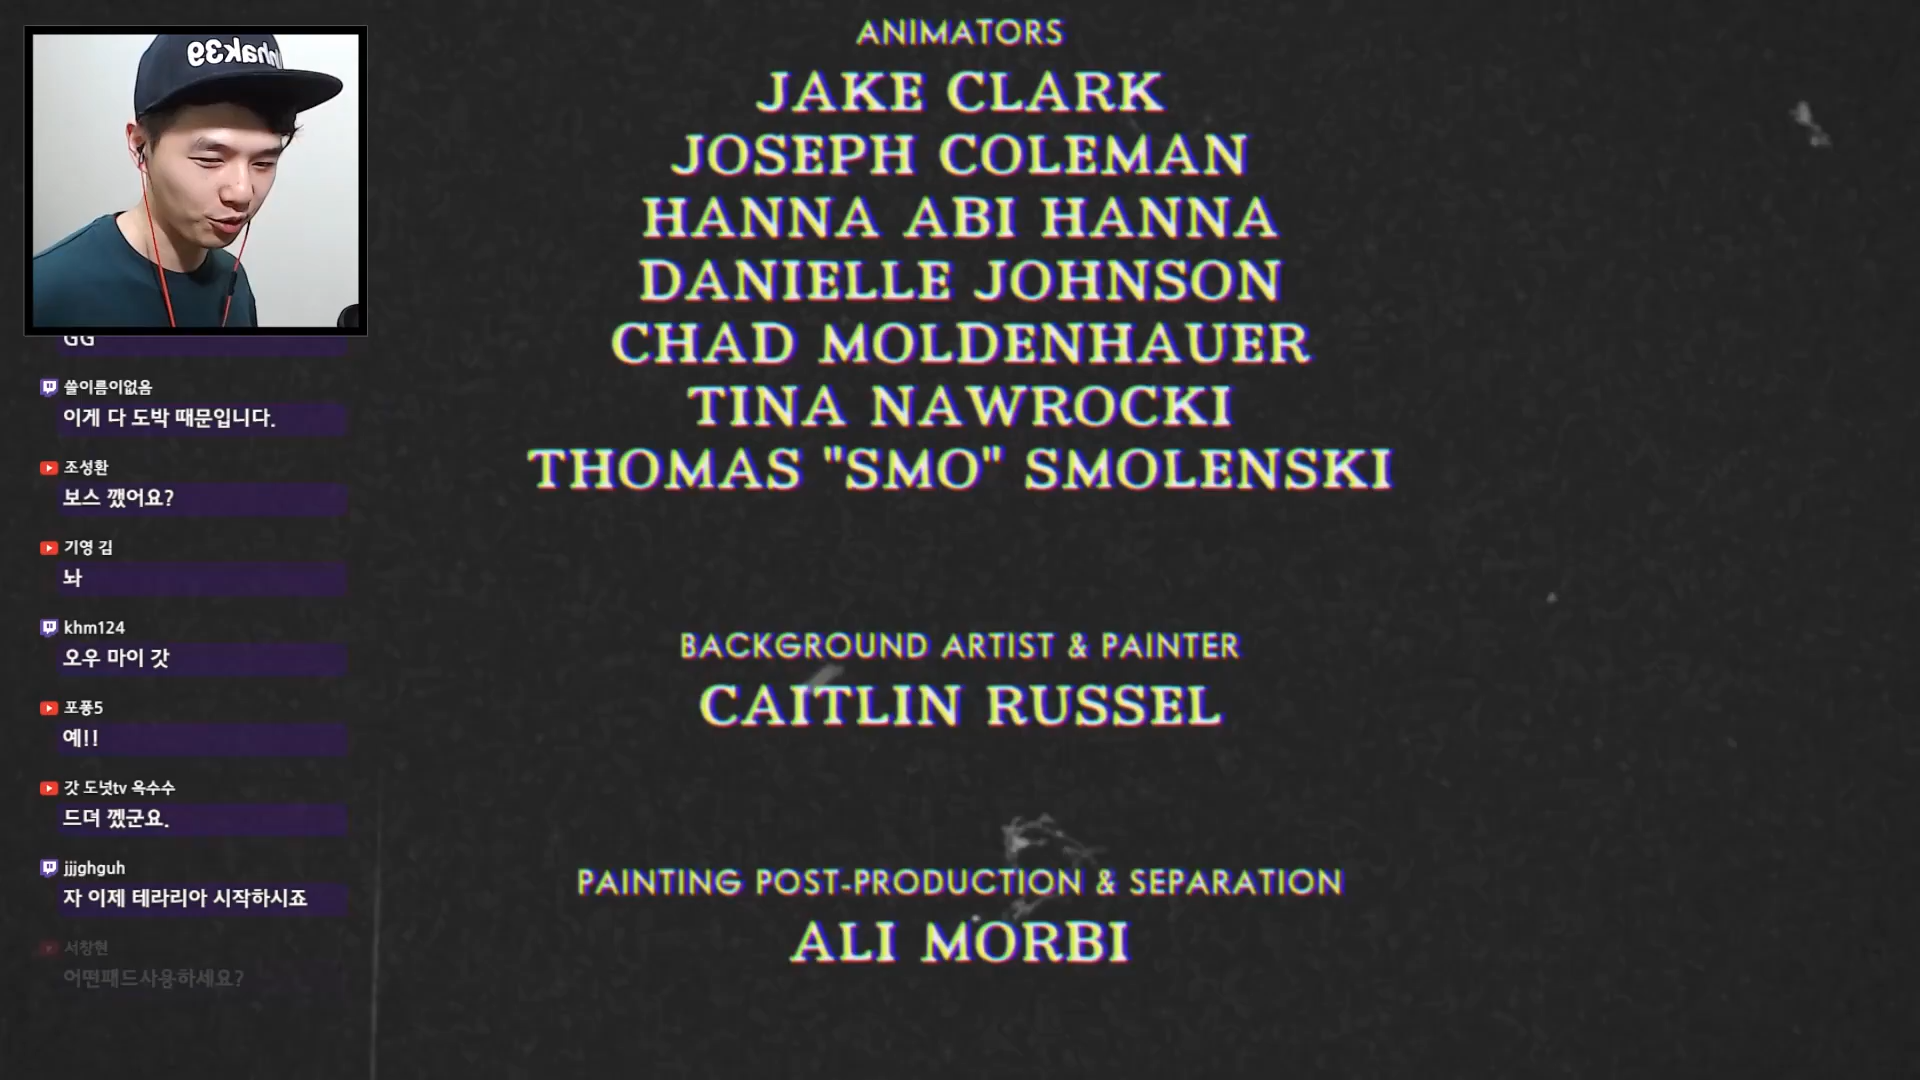 nhak39
GG
쓸이름이없음
이게 다 도박 때문입니다.
조성환
보스 깼어요?
기영 김
놔
khm124
오우 마이 갓
포풍5
예!!
갓 도넛tv 옥수수
드뎌 겠군요.
jjjghguh
자 이제 테라리아 시작하시죠
서창현
어떤패드사용하세요?
ANIMATORS
JAKE CLARK
JOSEPH COLEMAN
HANNA ABI HANNA
DANIELLE JOHNSON
CHAD MOLDENHAUER
TINA NAWROCKI
THOMAS "SMO" SMOLENSKI
BACKGROUND ARTIST & PAINTER
CAITLIN RUSSEL
PAINTING POST-PRODUCTION & SEPARATION
ALI MORBI